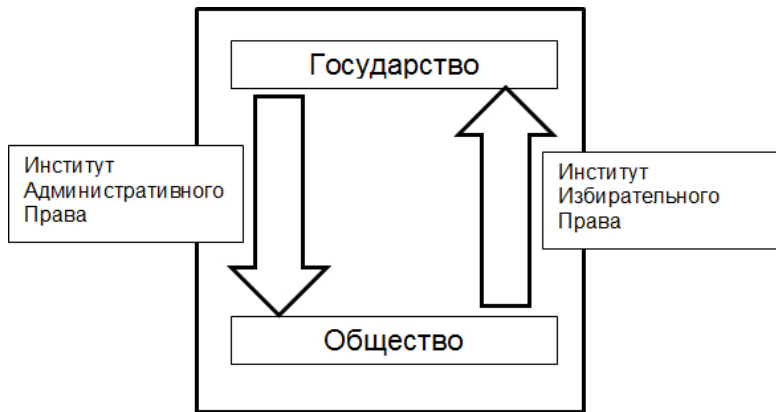 Государство
Институт
Административного
Права
Институт
Избирательного
Права
Общество